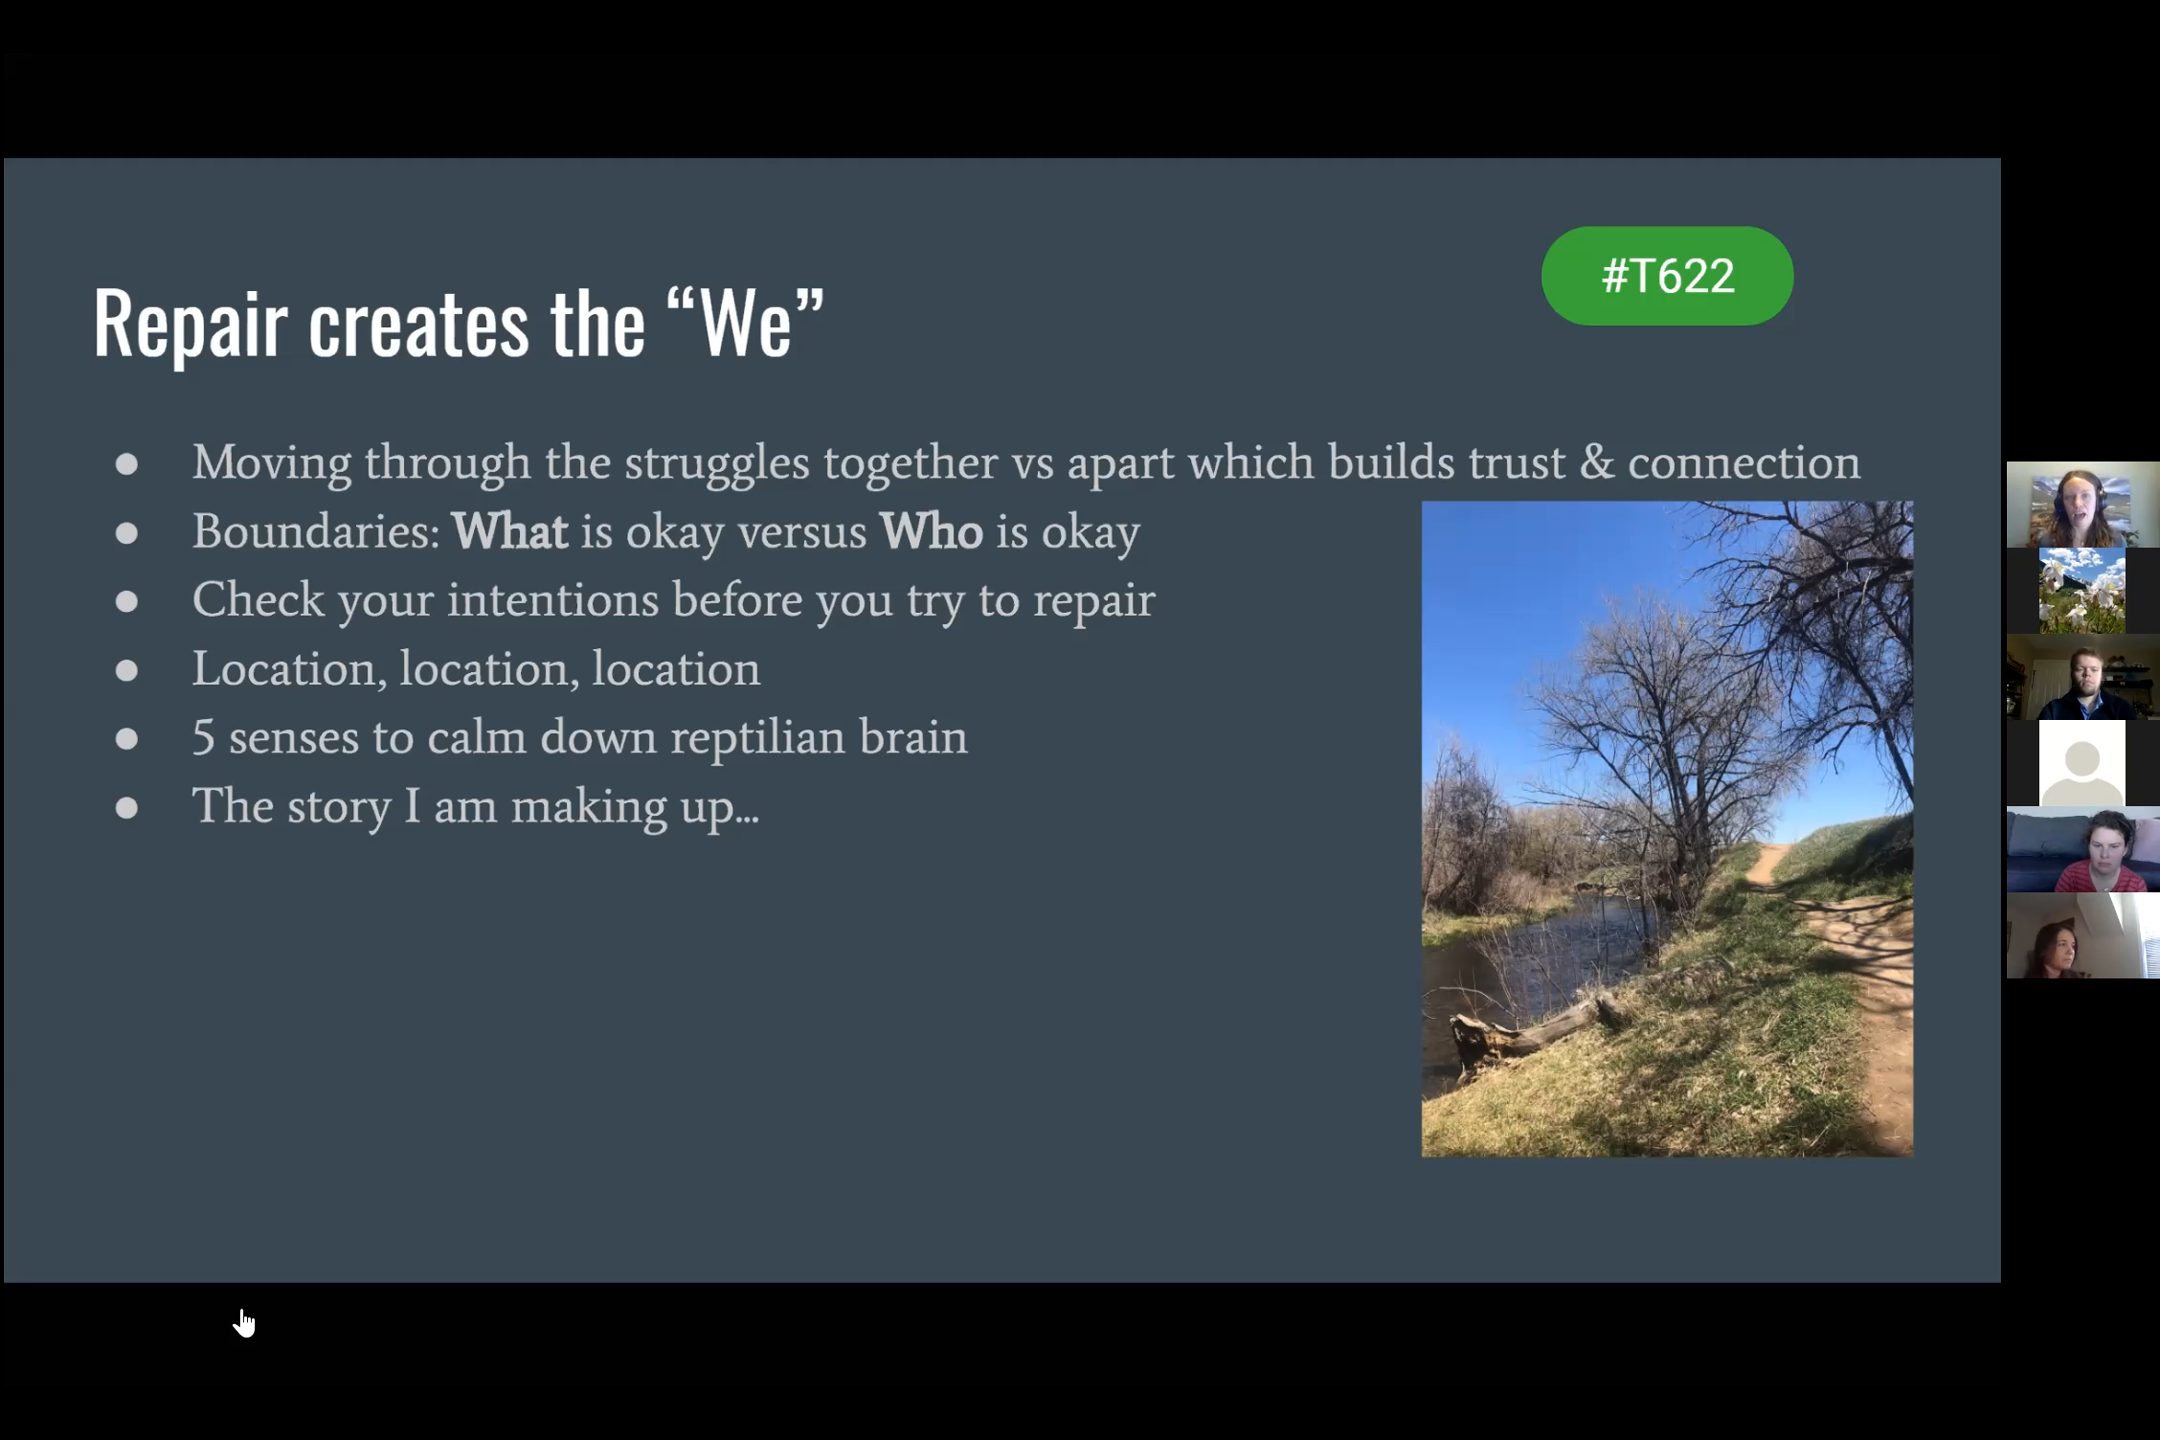 #T622
Repair creates the “We”
● Moving through the struggles together vs apart which builds trust & connection
● Boundaries: What is okay versus Who is okay
● Check your intentions before you try to repair
● Location, location, location
● 5 senses to calm down reptilian brain
● The story I am making up...